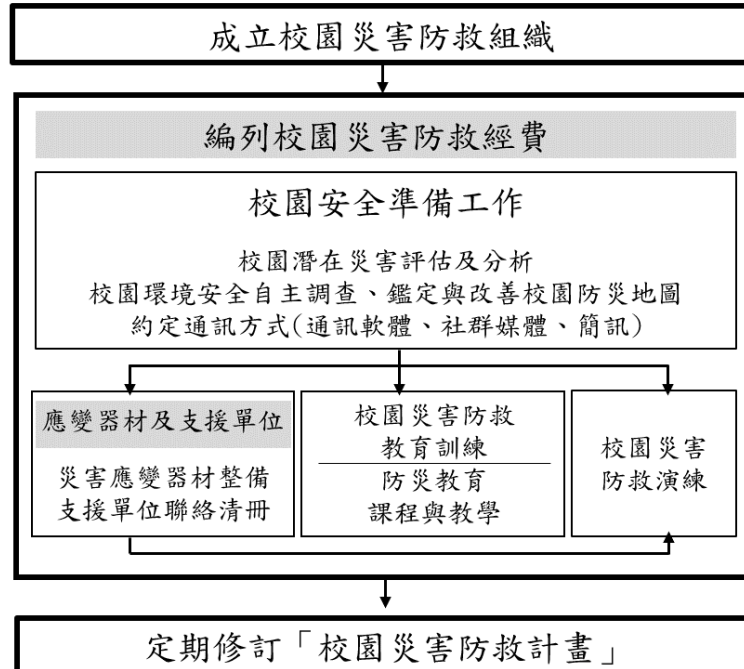 成立校園災害防救組織
編列校園災害防救經費
校園安全準備工作
校園潛在災害評估及分析
校園環境安全自主調查、鑑定與改善校園防災地圖
約定通訊方式(通訊軟體、社群媒體、簡訊)
應變器材及支援單位
災害應變器材整備
支援單位聯絡清冊
校園災害防救
教育訓練
防災教育
課程與教學
校園災害
防救演練
定期修訂「校園災害防救計畫」